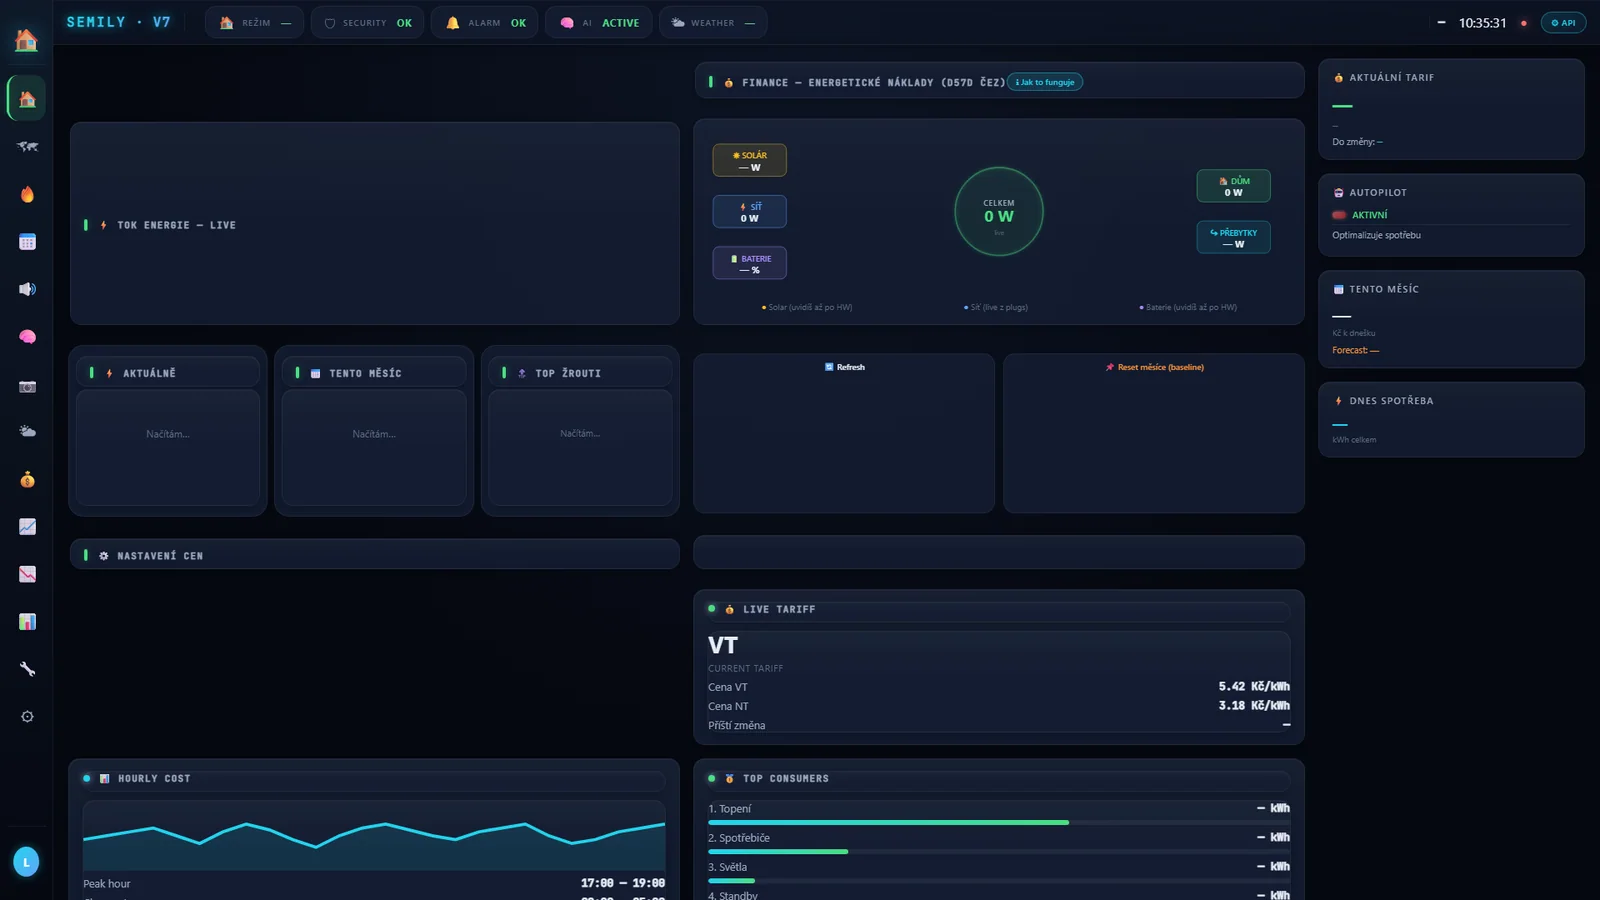 SEMILY · V7
REŽIM —
SECURITY OK
ALARM OK
AI ACTIVE
WEATHER —
— 10:35:31
API
FINANCE — ENERGETICKÉ NÁKLADY (D57D ČEZ)
ℹ Jak to funguje
TOK ENERGIE — LIVE
SOLÁR
— W
SÍŤ
0 W
BATERIE
— %
CELKEM
0 W
live
DŮM
0 W
PŘEBYTKY
— W
Solar (uvidíš až po HW)
Síť (live z plugs)
Baterie (uvidíš až po HW)
AKTUÁLNĚ
Načítám...
TENTO MĚSÍC
Načítám...
TOP ŽROUTI
Načítám...
Refresh
Reset měsíce (baseline)
NASTAVENÍ CEN
LIVE TARIFF
VT
CURRENT TARIFF
Cena VT 5.42 Kč/kWh
Cena NT 3.18 Kč/kWh
Příští změna —
HOURLY COST
Peak hour 17:00 — 19:00
TOP CONSUMERS
1. Topení — kWh
2. Spotřebiče — kWh
3. Světla — kWh
4. Standby — kWh
AKTUÁLNÍ TARIF
—
—
Do změny: —
AUTOPILOT
AKTIVNÍ
Optimalizuje spotřebu
TENTO MĚSÍC
—
Kč k dnešku
Forecast: —
DNES SPOTŘEBA
—
kWh celkem
L